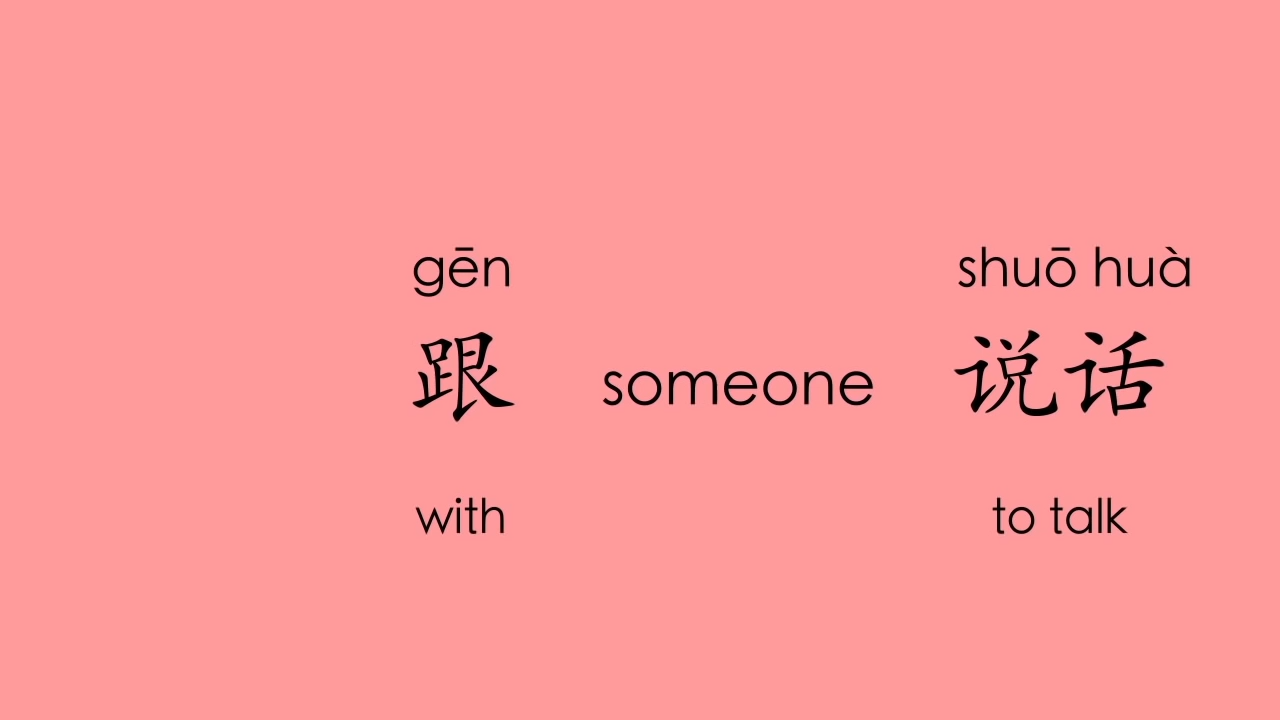 gēn shuō huà
跟 someone 说话
with to talk